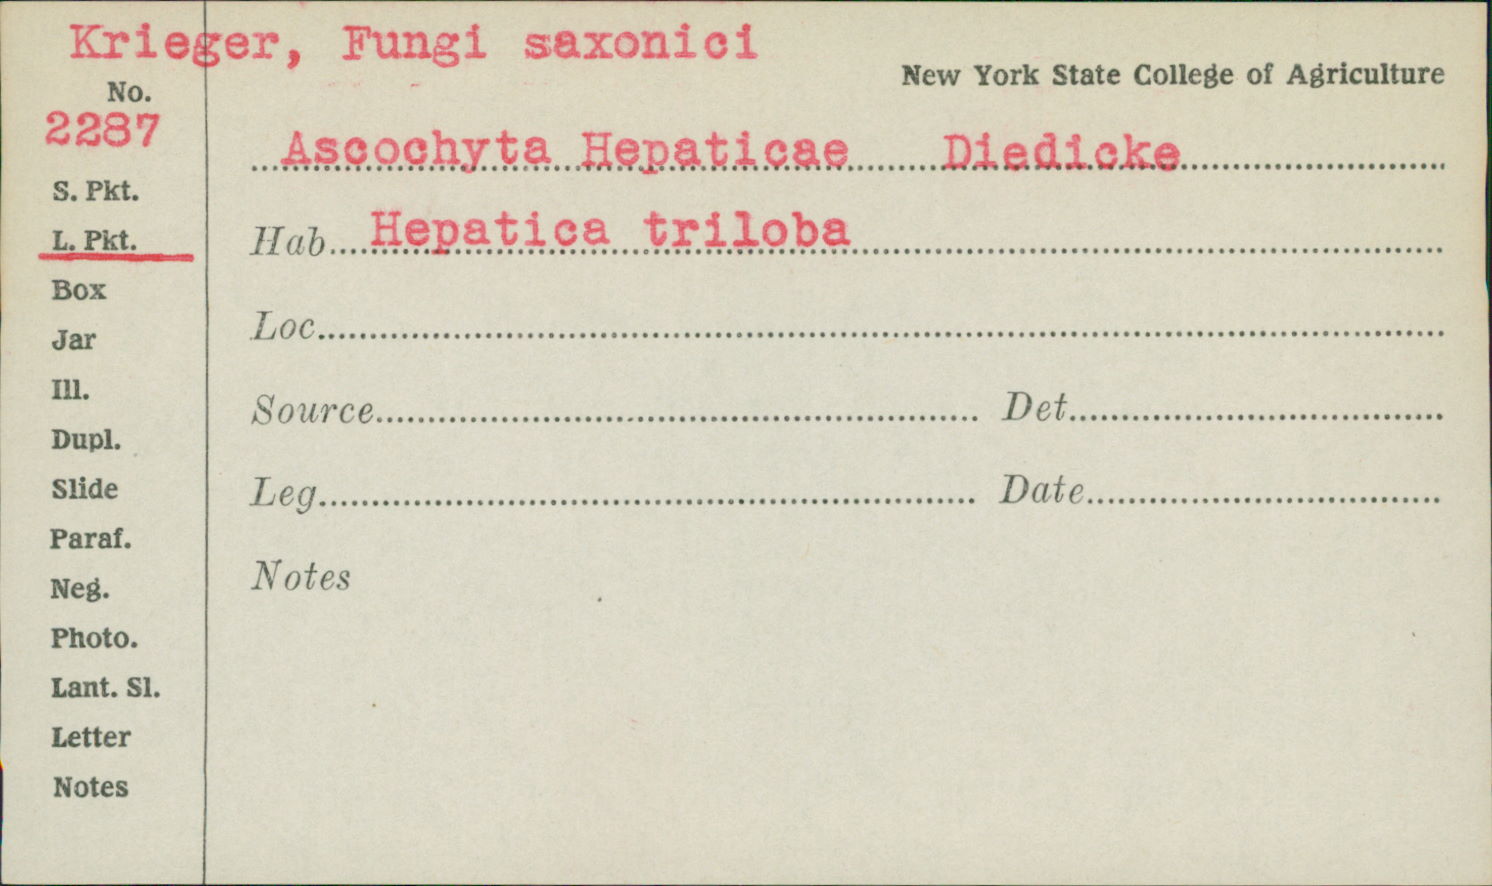 Krieger, Fungi saxonici
New York State College of Agriculture
No.
2287
Ascochyta Hepaticae Diedicke
S. Pkt.
L. Pkt.
Hab. Hepatica triloba
Box
Loc.
Jar
Ill.
Source Det.
Dupl.
Slide
Leg. Date
Paraf.
Neg.
Notes
Photo.
Lant. Sl.
Letter
Notes